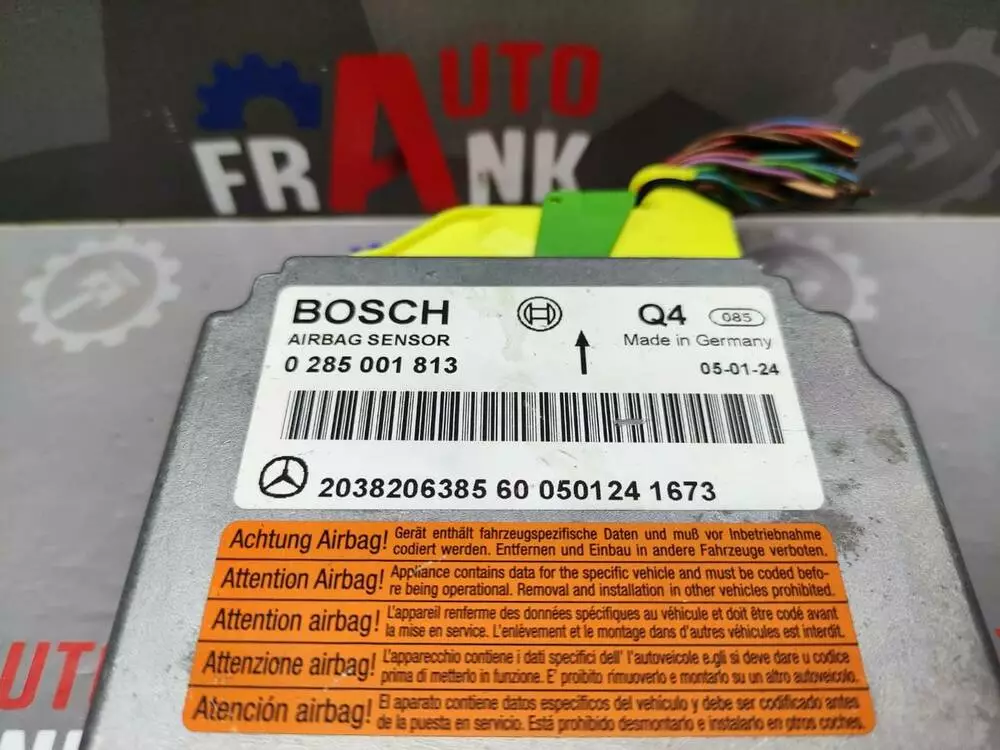 AUTO
FRANK
BOSCH
Q4 085
AIRBAG SENSOR
Made in Germany
0 285 001 813
05-01-24
2038206385 60 050124 1673
Achtung Airbag! Gerät enthält fahrzeugspezifische Daten und muß vor Inbetriebnahme
codiert werden. Entfernen und Einbau in andere Fahrzeuge verboten.
Attention Airbag! Appliance contains data for the specific vehicle and must be coded befo-
re being operational. Removal and installation in other vehicles prohibited.
Attention airbag! L'appareil renferme des données spécifiques au véhicule et doit être codé avant
la mise en service. L'enlèvement et le montage dans d'autres véhicules est interdit.
Attenzione airbag! L'apparecchio contiene i dati specifici dell' l'autoveicole e.gli si deve dare u codice
prima di metterlo in funzione. E' proibito rimuoverlo e montarlo su un altro autoveicolo.
Atención airbag! El aparato contiene datos específicos del vehículo y debe ser codificado antes
de la puesta en servicio. Está prohibido desmontarlo e instalarlo en otros coches.
UT
NK
FR